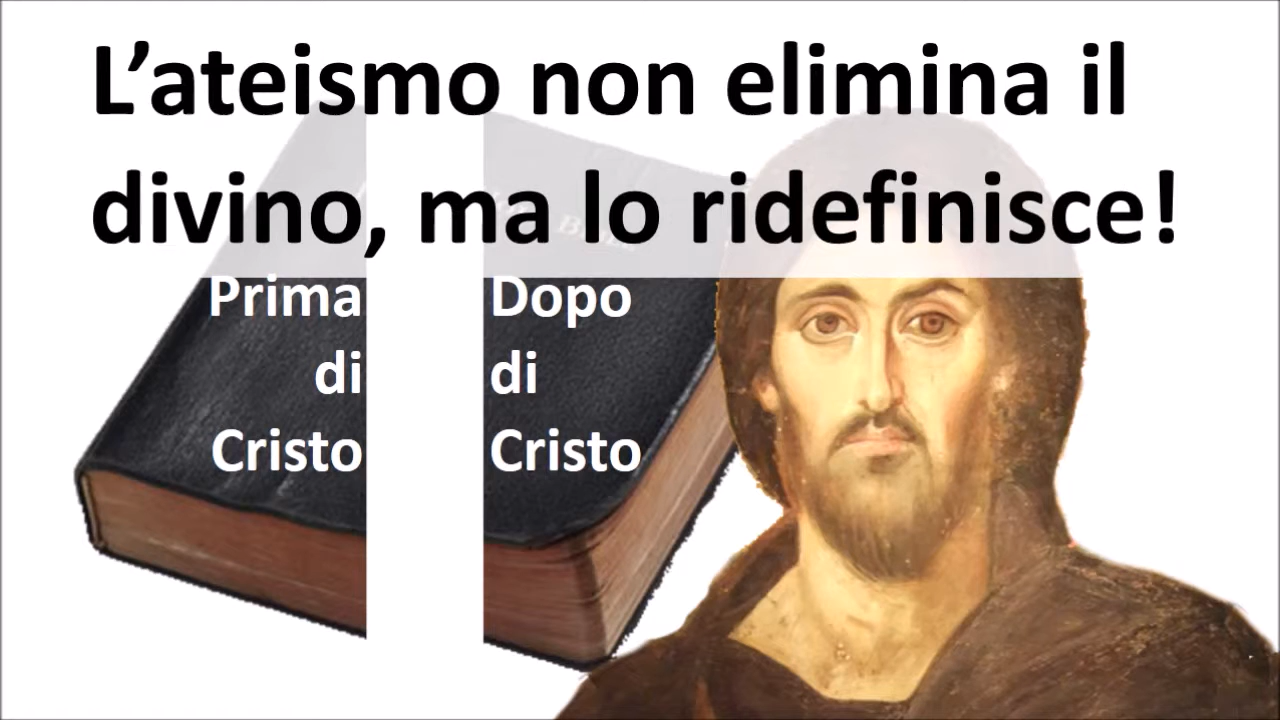 L’ateismo non elimina il
divino, ma lo ridefinisce!
Prima
di
Cristo
Dopo
di
Cristo